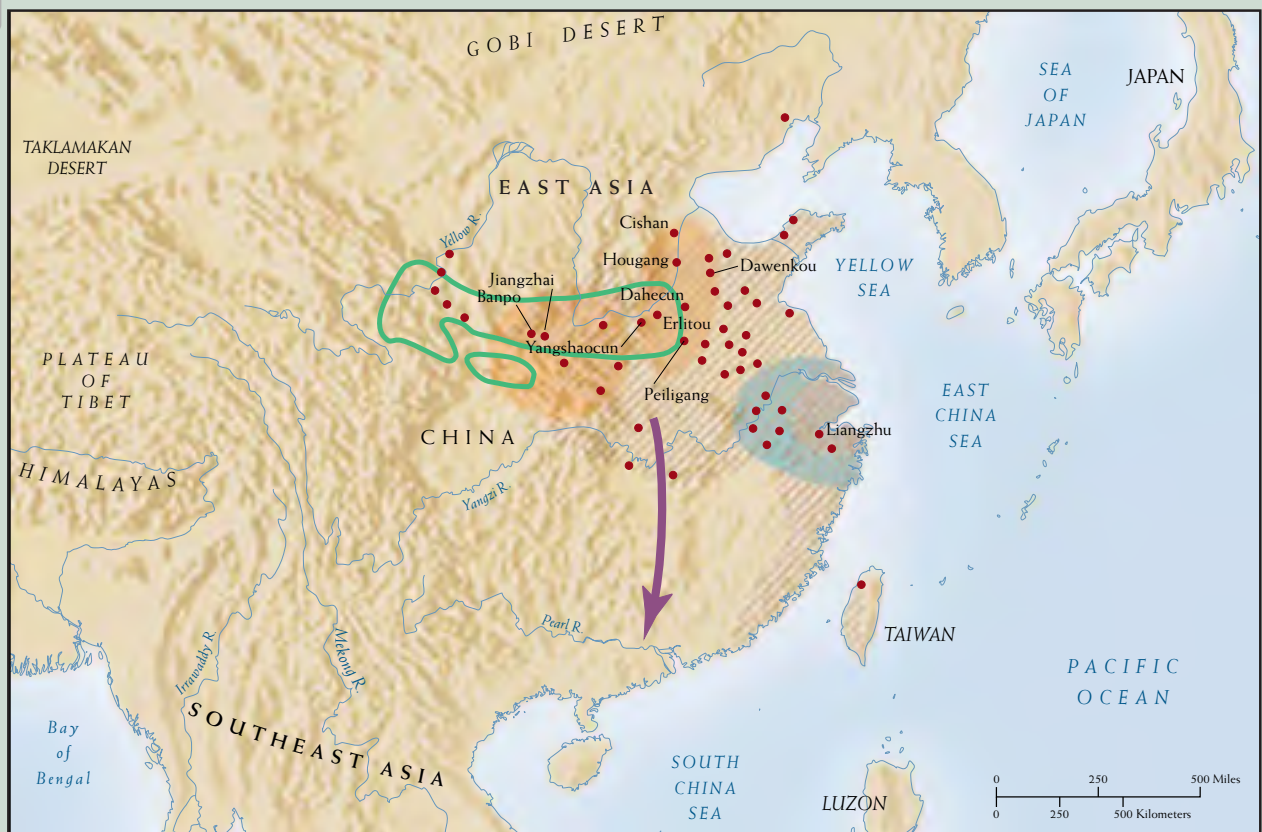 GOBI DESERT
SEA
OF
JAPAN
JAPAN
TAKLAMAKAN
DESERT
EAST ASIA
Yellow R.
Cishan
Hougang
Dawenkou
YELLOW
SEA
Jiangzhai
Banpo
Dahecun
Erlitou
Yangshaocun
PLATEAU
OF
TIBET
Peiligang
EAST
CHINA
SEA
CHINA
Liangzhu
HIMALAYAS
Yangzi R.
Pearl R.
TAIWAN
Irrawaddy R.
Mekong R.
PACIFIC
OCEAN
SOUTHEAST ASIA
Bay
of
Bengal
SOUTH
CHINA
SEA
LUZON
0 250 500 Miles
0 250 500 Kilometers